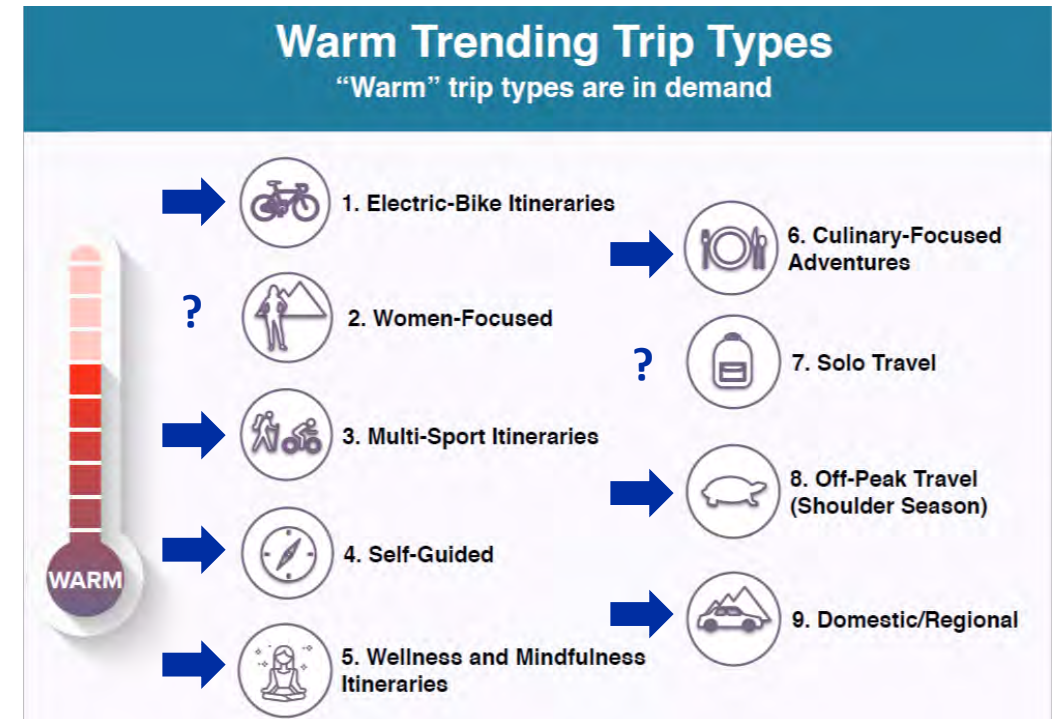 Warm Trending Trip Types
“Warm” trip types are in demand
WARM
1. Electric-Bike Itineraries
?
2. Women-Focused
3. Multi-Sport Itineraries
4. Self-Guided
5. Wellness and Mindfulness
Itineraries
6. Culinary-Focused
Adventures
?
7. Solo Travel
8. Off-Peak Travel
(Shoulder Season)
9. Domestic/Regional